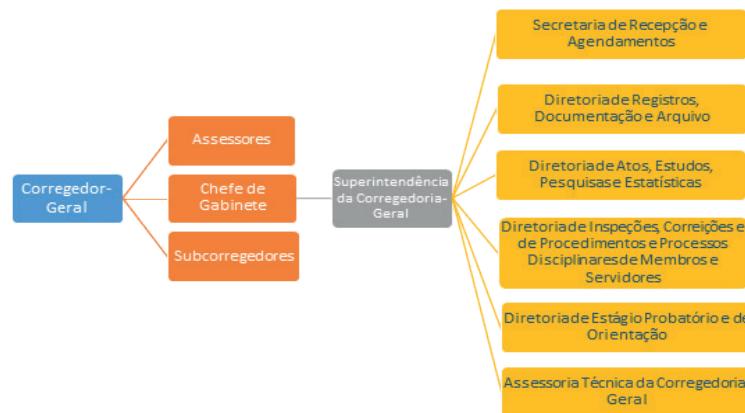 Corregedor-
Geral
Assessores
Chefe de
Gabinete
Subcorregedores
Superintendência
da Corregedoria-
Geral
Secretaria de Recepção e
Agendamentos
Diretoria de Registros,
Documentação e Arquivo
Diretoria de Atos, Estudos,
Pesquisas e Estatísticas
Diretoria de Inspeções, Correições e
de Procedimentos e Processos
Disciplinares de Membros e
Servidores
Diretoria de Estágio Probatório e de
Orientação
Assessoria Técnica da Corregedoria
Geral